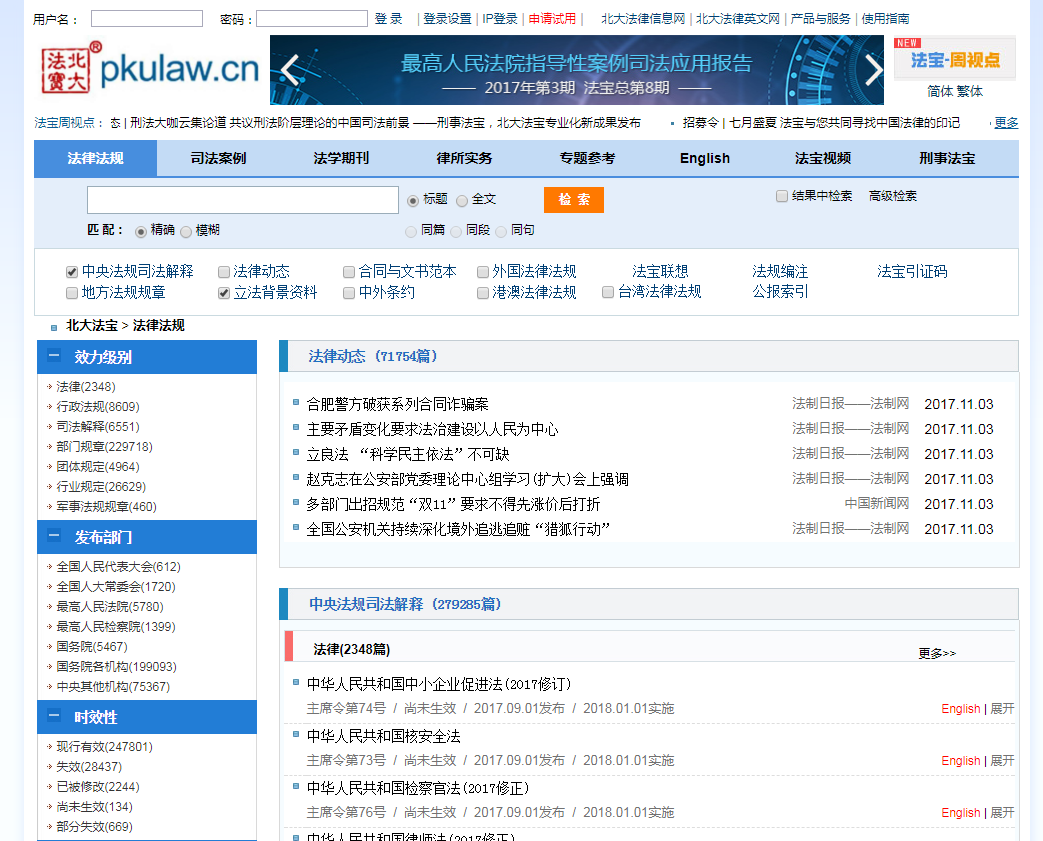 用户名： 密码： 登 录 | 登录设置 | IP登录 | 申请试用 | 北大法律信息网 | 北大法律英文网 | 产品与服务 | 使用指南
北大法宝® pkulaw.cn
最高人民法院指导性案例司法应用报告
—— 2017年第3期 法宝总第8期 ——
NEW
法宝-周视点
简体 繁体
法宝周视点： 态 | 刑法大咖云集论道 共议刑法阶层理论的中国司法前景 ——刑事法宝，北大法宝专业化新成果发布 · 招募令 | 七月盛夏 法宝与您共同寻找中国法律的印记 · 更多
法律法规 司法案例 法学期刊 律所实务 专题参考 English 法宝视频 刑事法宝
标题 全文 检 索 结果中检索 高级检索
匹配： 精确 模糊 同篇 同段 同句
中央法规司法解释 法律动态 合同与文书范本 外国法律法规 法宝联想 法规编注 法宝引证码
地方法规规章 立法背景资料 中外条约 港澳法律法规 台湾法律法规 公报索引
北大法宝 > 法律法规
效力级别
法律(2348)
行政法规(8609)
司法解释(6551)
部门规章(229718)
团体规定(4964)
行业规定(26629)
军事法规规章(460)
发布部门
全国人民代表大会(612)
全国人大常委会(1720)
最高人民法院(5780)
最高人民检察院(1399)
国务院(5467)
国务院各机构(199093)
中央其他机构(75367)
时效性
现行有效(247801)
失效(28437)
已被修改(2244)
尚未生效(134)
部分失效(669)
法律动态（71754篇）
合肥警方破获系列合同诈骗案 法制日报——法制网 2017.11.03
主要矛盾变化要求法治建设以人民为中心 法制日报——法制网 2017.11.03
立良法 “科学民主依法”不可缺 法制日报——法制网 2017.11.03
赵克志在公安部党委理论中心组学习(扩大)会上强调 法制日报——法制网 2017.11.03
多部门出招规范“双11”要求不得先涨价后打折 中国新闻网 2017.11.03
全国公安机关持续深化境外追逃追赃“猎狐行动” 法制日报——法制网 2017.11.03
中央法规司法解释（279285篇）
法律(2348篇) 更多>>
中华人民共和国中小企业促进法(2017修订)
主席令第74号 / 尚未生效 / 2017.09.01发布 / 2018.01.01实施 English | 展开
中华人民共和国核安全法
主席令第73号 / 尚未生效 / 2017.09.01发布 / 2018.01.01实施 English | 展开
中华人民共和国检察官法(2017修正)
主席令第76号 / 尚未生效 / 2017.09.01发布 / 2018.01.01实施 English | 展开
中华人民共和国律师法(2017修正)